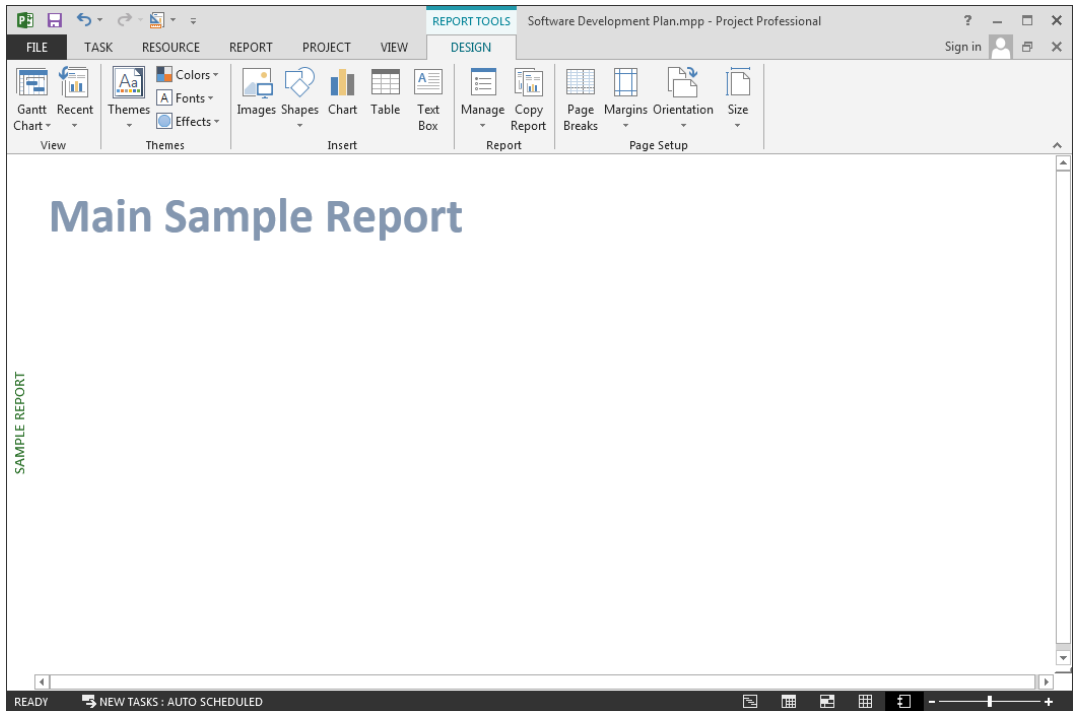 REPORT TOOLS Software Development Plan.mpp - Project Professional ?
FILE TASK RESOURCE REPORT PROJECT VIEW DESIGN Sign in
Gantt Chart
Recent
Themes
Aa
Colors
A Fonts
Effects
Images Shapes Chart Table
A
Text Box
Manage
Copy Report
Page Breaks
Margins Orientation Size
View Themes Insert Report Page Setup
Main Sample Report
SAMPLE REPORT
READY NEW TASKS : AUTO SCHEDULED